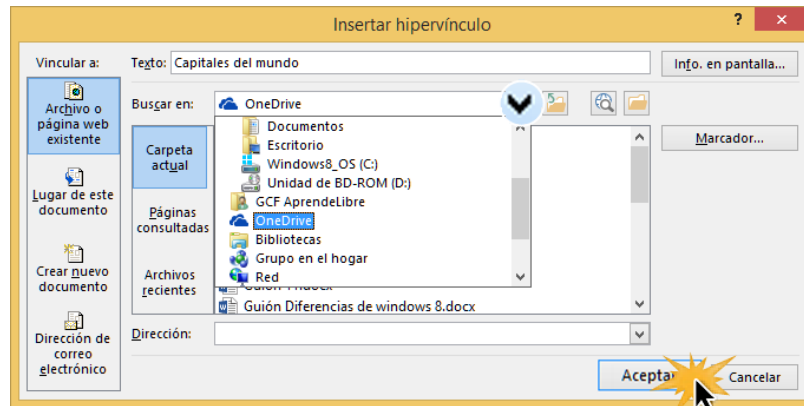 Insertar hipervínculo
?
×
Vincular a:
Texto: Capitales del mundo
Info. en pantalla...
Archivo o
página web
existente
Lugar de este
documento
Crear nuevo
documento
Dirección de
correo
electrónico
Buscar en: OneDrive
Documentos
Escritorio
Windows8_OS (C:)
Unidad de BD-ROM (D:)
GCF AprendeLibre
OneDrive
Bibliotecas
Grupo en el hogar
Red
Carpeta
actual
Páginas
consultadas
Archivos
recientes
Guión Diferencias de windows 8.docx
Marcador...
Dirección:
Aceptar
Cancelar